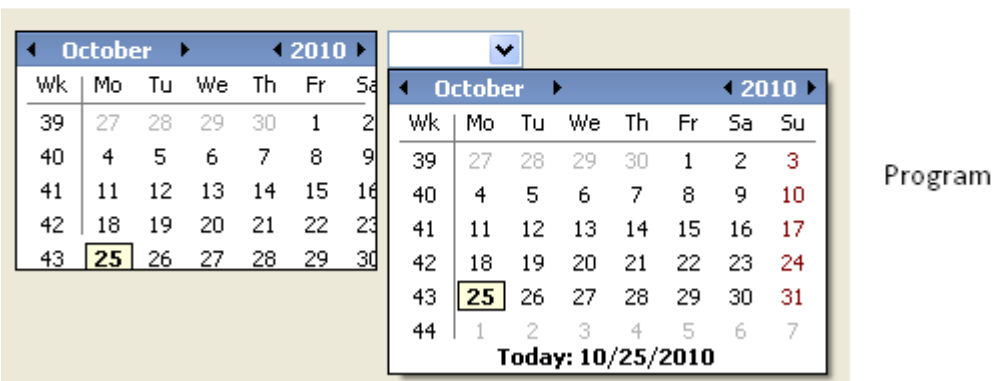 October 2010
Wk Mo Tu We Th Fr Sa
39 27 28 29 30 1 2
40 4 5 6 7 8 9
41 11 12 13 14 15 16
42 18 19 20 21 22 23
43 25 26 27 28 29 30
October 2010
Wk Mo Tu We Th Fr Sa Su
39 27 28 29 30 1 2 3
40 4 5 6 7 8 9 10
41 11 12 13 14 15 16 17
42 18 19 20 21 22 23 24
43 25 26 27 28 29 30 31
44 1 2 3 4 5 6 7
Today: 10/25/2010
Program